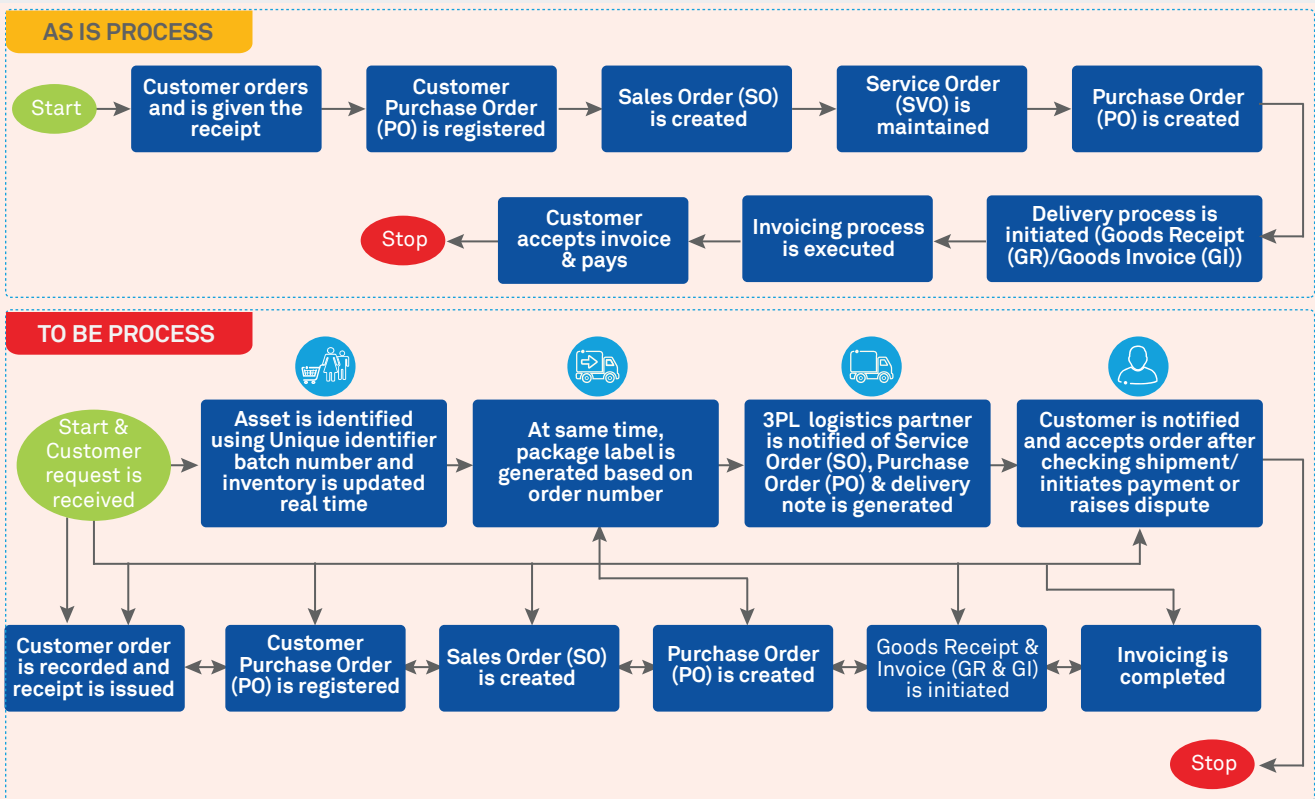 AS IS PROCESS
Start
Customer orders
and is given the
receipt
Customer
Purchase Order
(PO) is registered
Sales Order (SO)
is created
Service Order
(SVO) is
maintained
Purchase Order
(PO) is created
Delivery process is
initiated (Goods Receipt
(GR)/Goods Invoice (GI))
Invoicing process
is executed
Customer
accepts invoice
& pays
Stop
TO BE PROCESS
Start &
Customer
request is
received
Asset is identified
using Unique identifier
batch number and
inventory is updated
real time
At same time,
package label is
generated based on
order number
3PL logistics partner
is notified of Service
Order (SO), Purchase
Order (PO) & delivery
note is generated
Customer is notified
and accepts order after
checking shipment/
initiates payment or
raises dispute
Customer order
is recorded and
receipt is issued
Customer
Purchase Order
(PO) is registered
Sales Order (SO)
is created
Purchase Order
(PO) is created
Goods Receipt &
Invoice (GR & GI)
is initiated
Invoicing is
completed
Stop